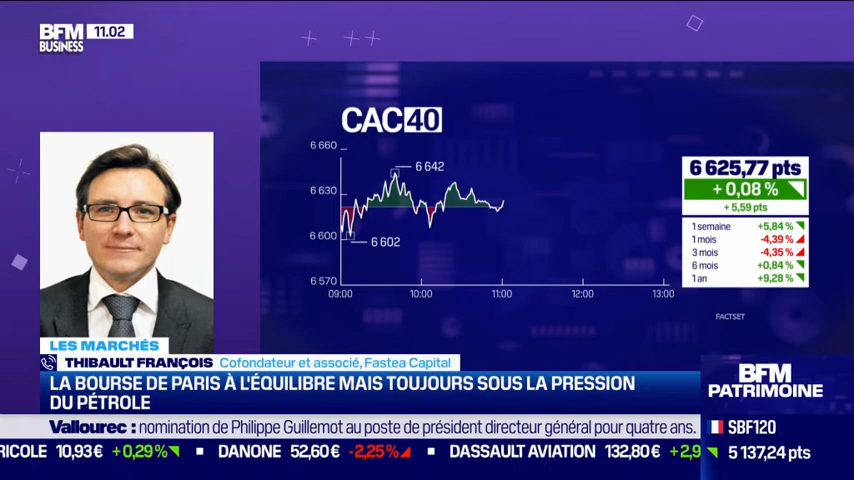 BFM
BUSINESS
11.02
CAC40
6 660
6 630
6 600
6 570
6 642
6 602
09:00
10:00
11:00
12:00
13:00
FACTSET
6 625,77 pts
+ 0,08 %
+ 5,59 pts
1 semaine +5,84 %
1 mois -4,39 %
3 mois -4,35 %
6 mois +0,84 %
1 an +9,28 %
LES MARCHÉS
THIBAULT FRANÇOIS Cofondateur et associé, Fastea Capital
LA BOURSE DE PARIS À L'ÉQUILIBRE MAIS TOUJOURS SOUS LA PRESSION
DU PÉTROLE
BFM
PATRIMOINE
Vallourec : nomination de Philippe Guillemot au poste de président directeur général pour quatre ans.
SBF120
RICOLE 10,93€ +0,29% DANONE 52,60€ -2,25% DASSAULT AVIATION 132,80€ +2,9
5 137,24 pts